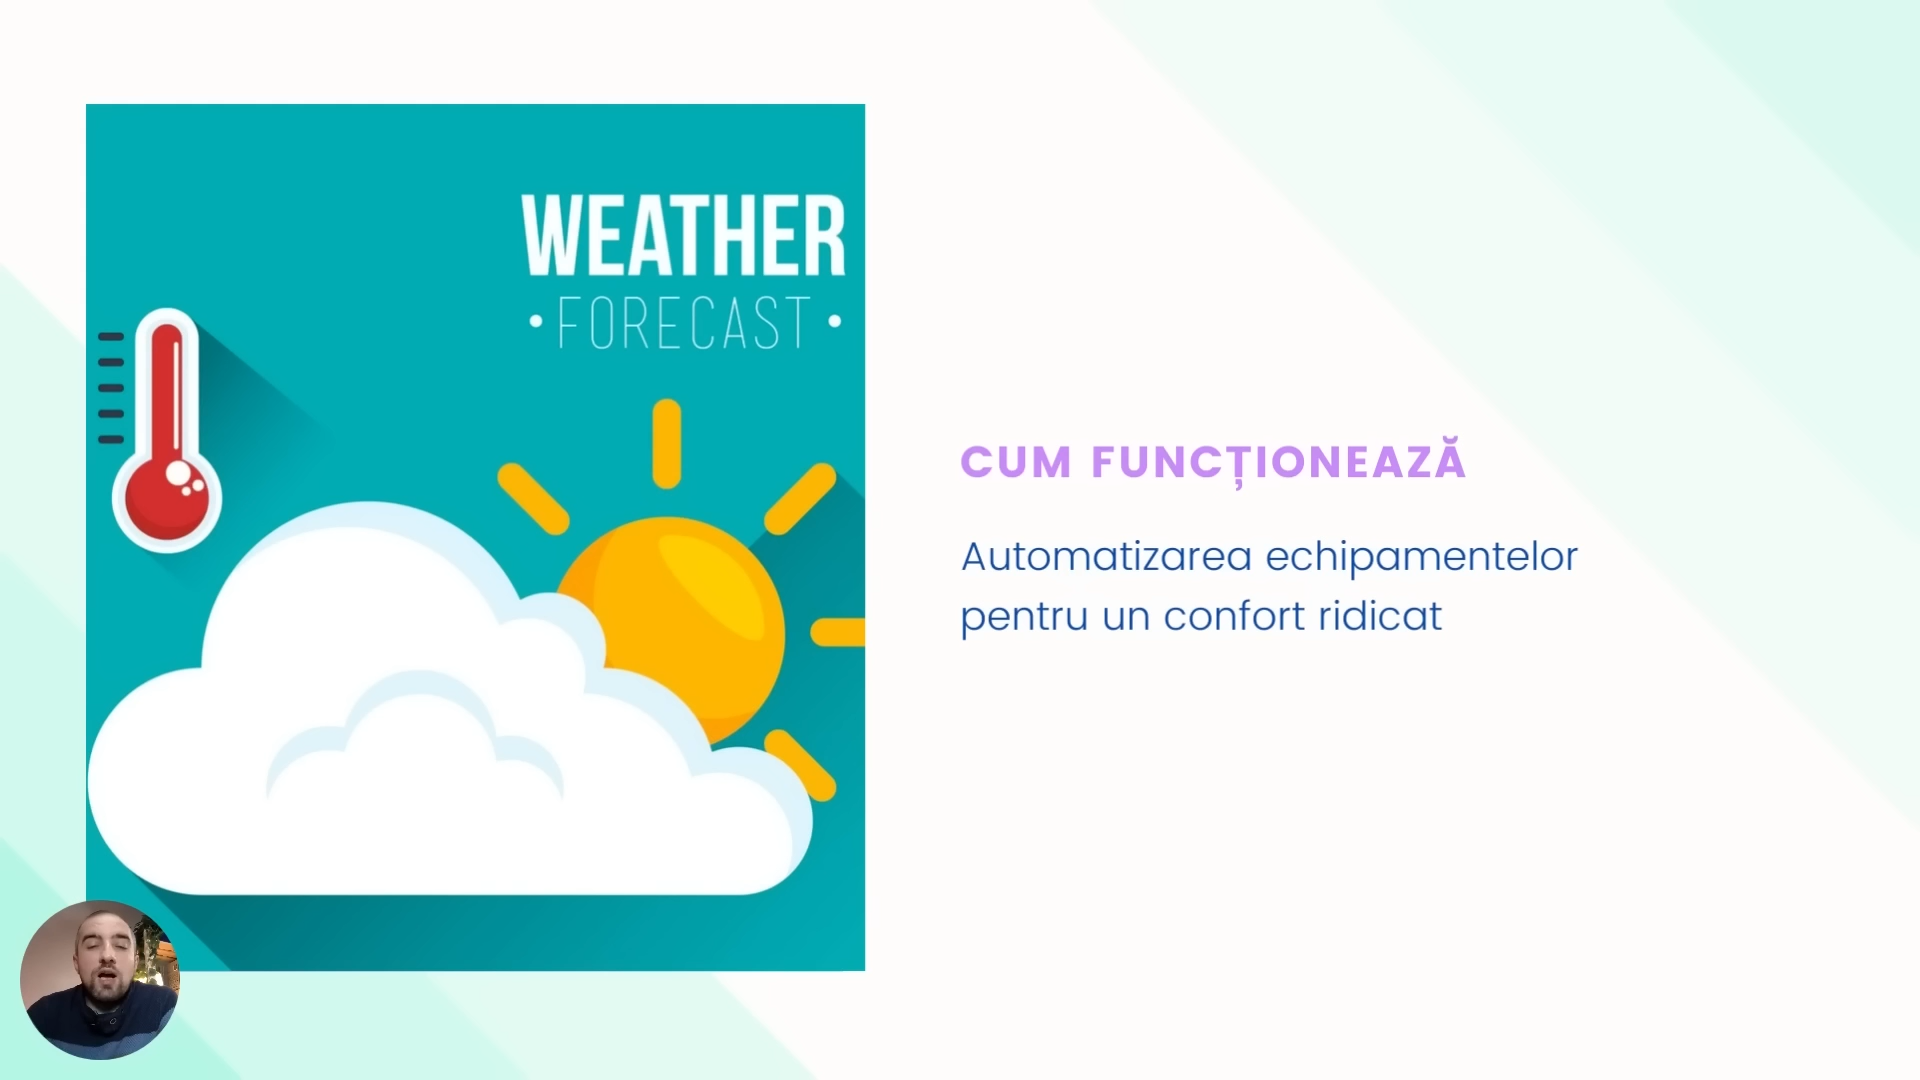 WEATHER
• FORECAST •
CUM FUNCȚIONEAZĂ
Automatizarea echipamentelor
pentru un confort ridicat